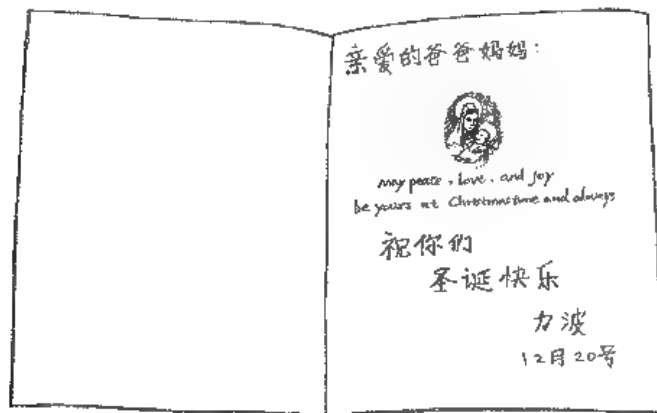 亲爱的爸爸妈妈：
may peace, love, and joy
be yours at Christmastime and always
祝你们
圣诞快乐
力波
12月20号